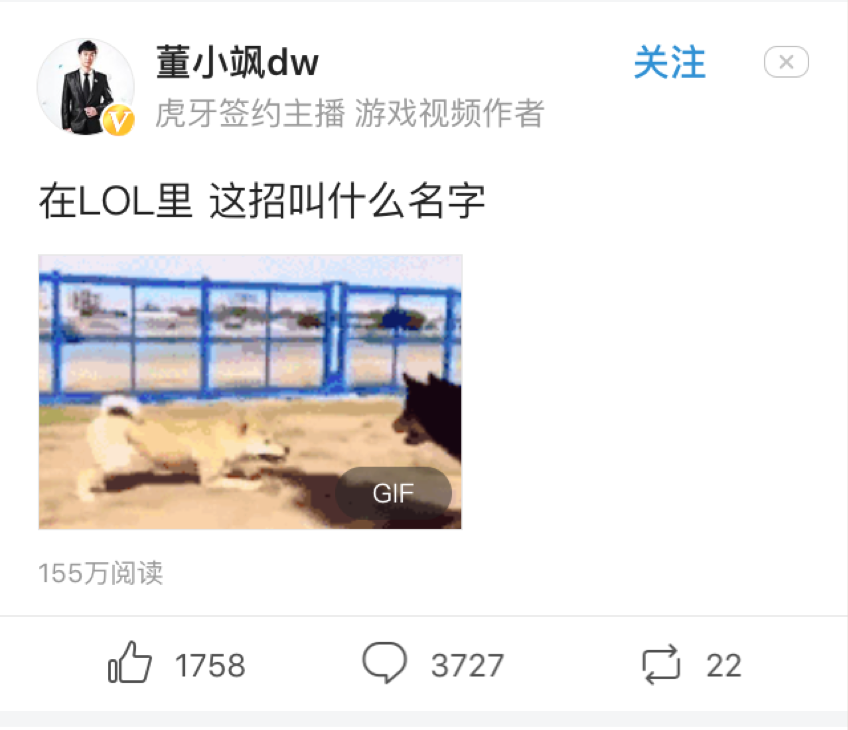 董小飒dw
关注
虎牙签约主播 游戏视频作者
V
在LOL里 这招叫什么名字
GIF
155万阅读
1758
3727
22